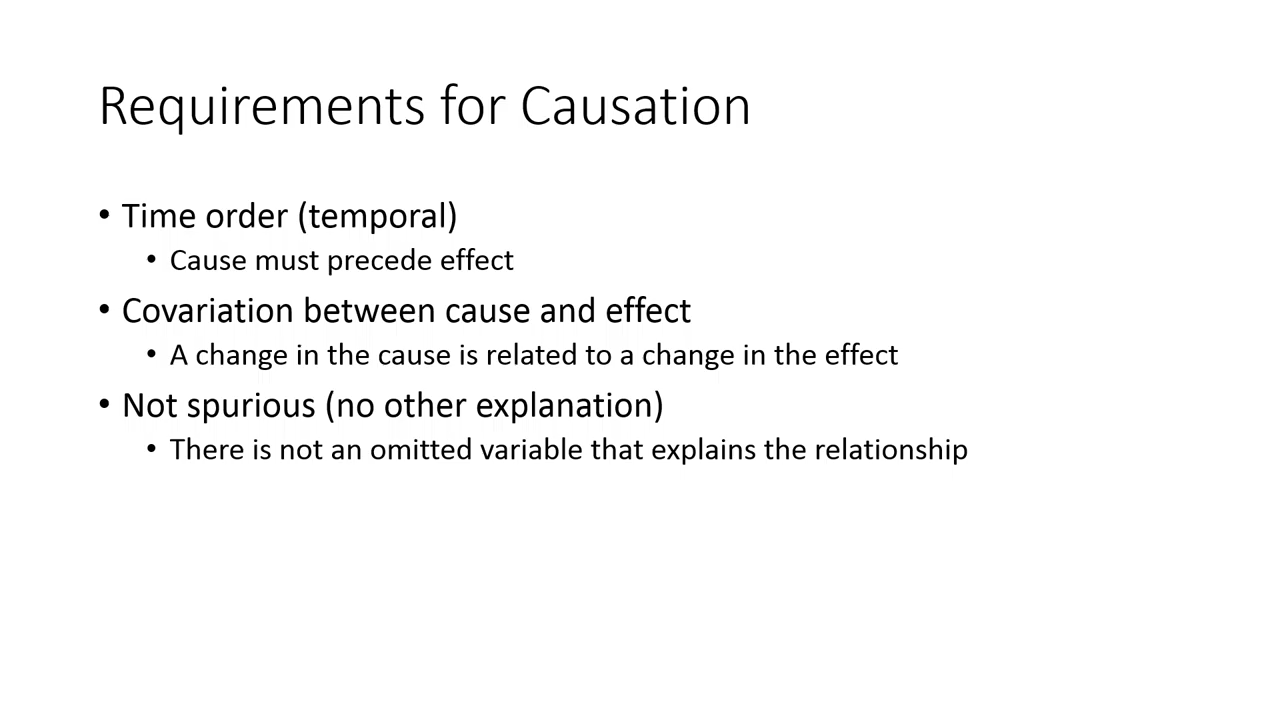 Requirements for Causation
• Time order (temporal)
• Cause must precede effect
• Covariation between cause and effect
• A change in the cause is related to a change in the effect
• Not spurious (no other explanation)
• There is not an omitted variable that explains the relationship